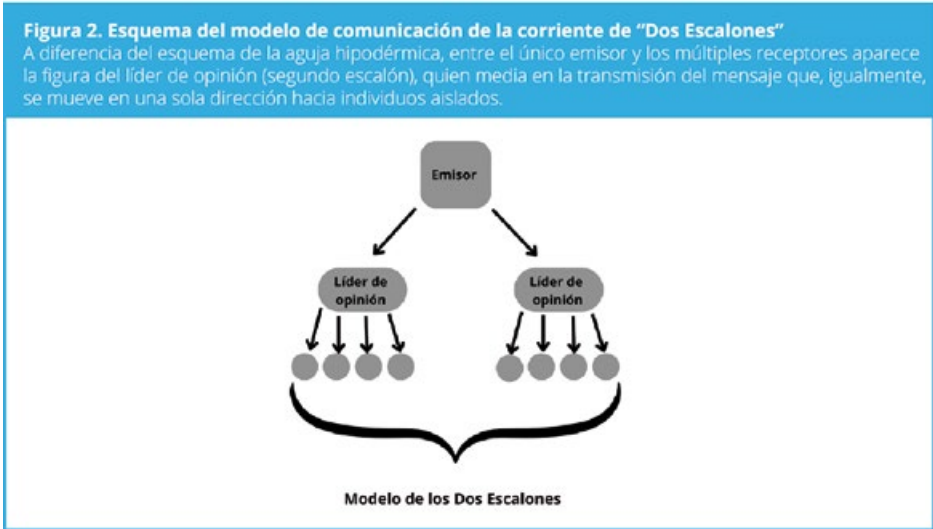 Figura 2. Esquema del modelo de comunicación de la corriente de “Dos Escalones”
A diferencia del esquema de la aguja hipodérmica, entre el único emisor y los múltiples receptores aparece
la figura del líder de opinión (segundo escalón), quien media en la transmisión del mensaje que, igualmente,
se mueve en una sola dirección hacia individuos aislados.
Emisor
Líder de
opinión
Líder de
opinión
Modelo de los Dos Escalones